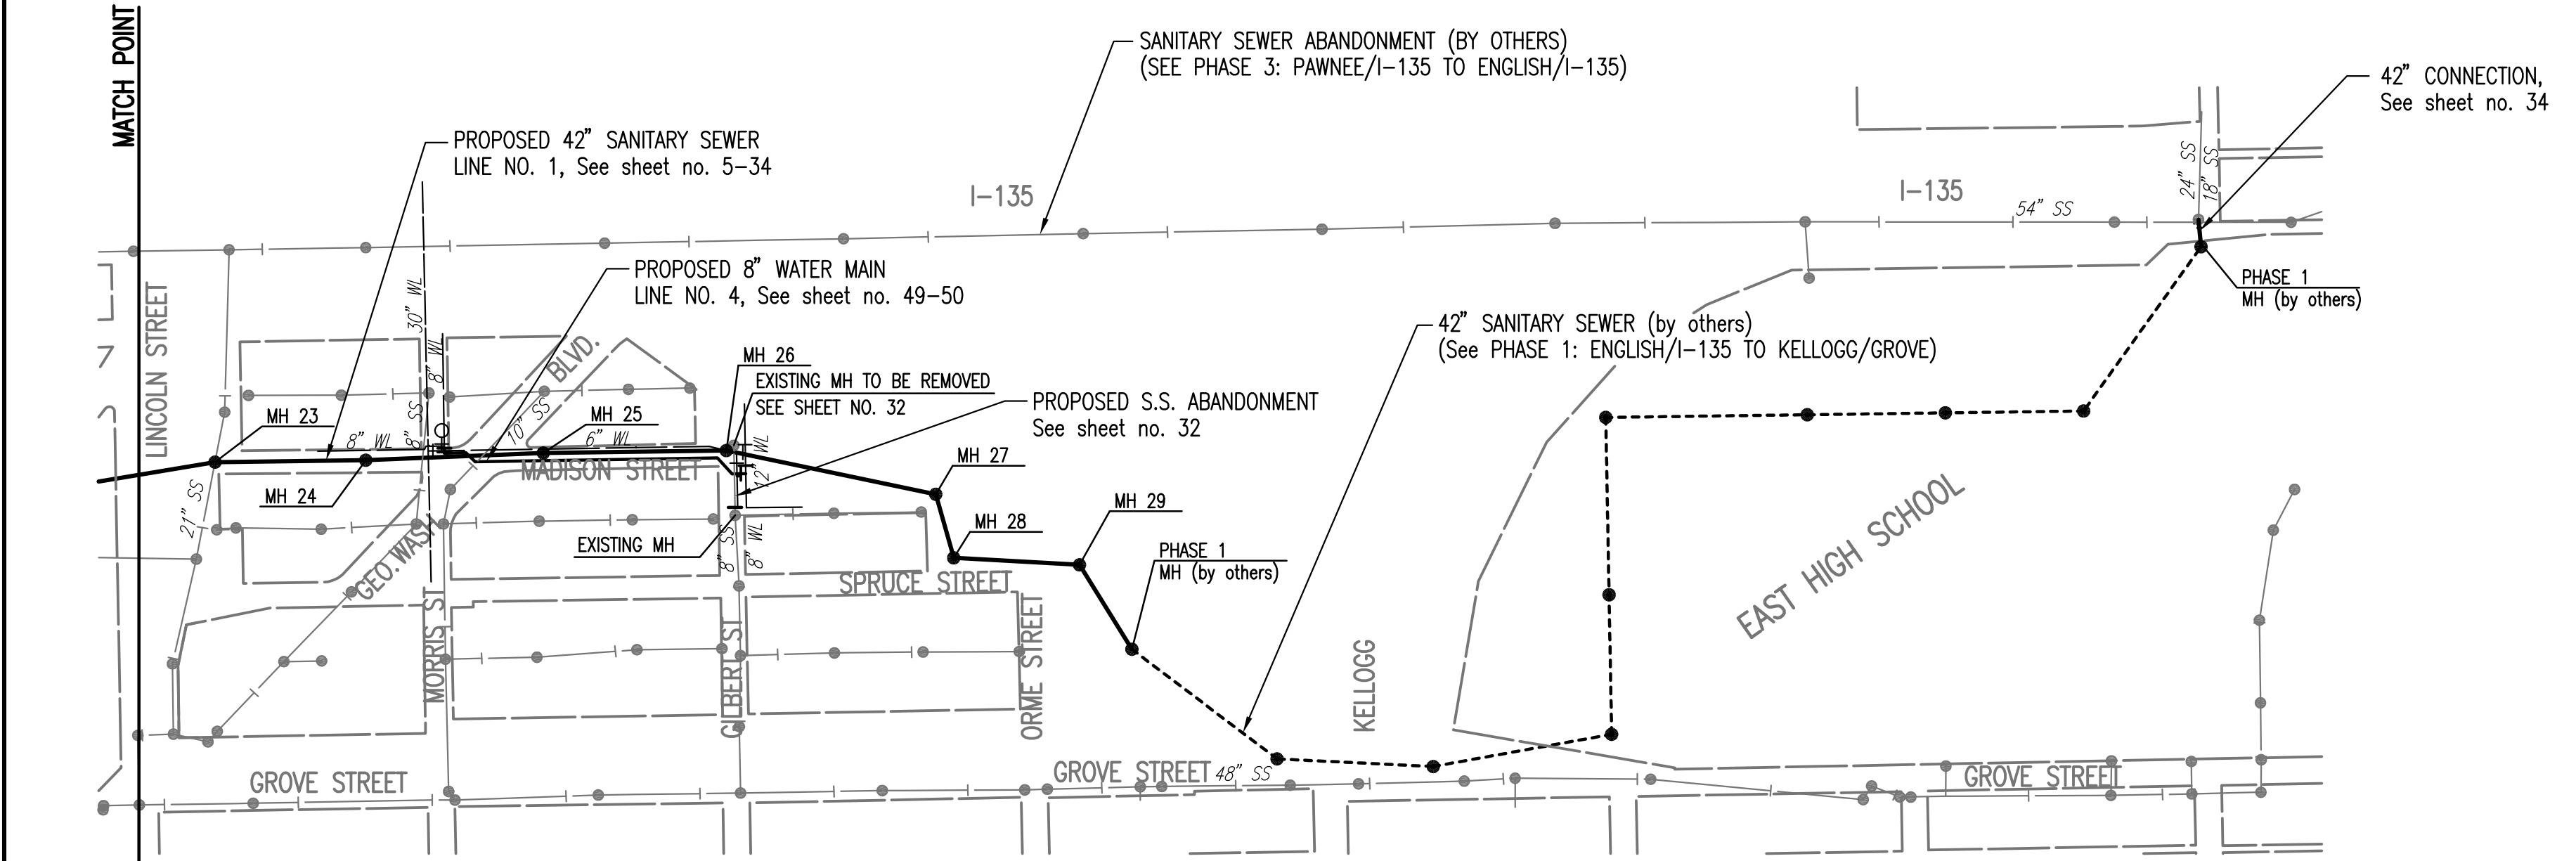 MATCH POINT
SANITARY SEWER ABANDONMENT (BY OTHERS)
(SEE PHASE 3: PAWNEE/I-135 TO ENGLISH/I-135)
42" CONNECTION,
See sheet no. 34
PROPOSED 42" SANITARY SEWER
LINE NO. 1, See sheet no. 5-34
I-135
I-135
24" SS
18" SS
54" SS
PROPOSED 8" WATER MAIN
LINE NO. 4, See sheet no. 49-50
PHASE 1
MH (by others)
LINCOLN STREET
30" WL
8" WL
42" SANITARY SEWER (by others)
(See PHASE 1: ENGLISH/I-135 TO KELLOGG/GROVE)
BLVD.
MH 26
EXISTING MH TO BE REMOVED
SEE SHEET NO. 32
PROPOSED S.S. ABANDONMENT
See sheet no. 32
MH 23
8" WL
8" SS
10" SS
MH 25
6" WL
12" WL
MADISON STREET
MH 27
MH 24
21" SS
MH 29
MH 28
EXISTING MH
8" SS
8" WL
GEO. WASH
PHASE 1
MH (by others)
SPRUCE STREET
EAST HIGH SCHOOL
MORRIS ST
GILBERT ST
ORME STREET
KELLOGG
GROVE STREET
GROVE STREET
48" SS
GROVE STREET